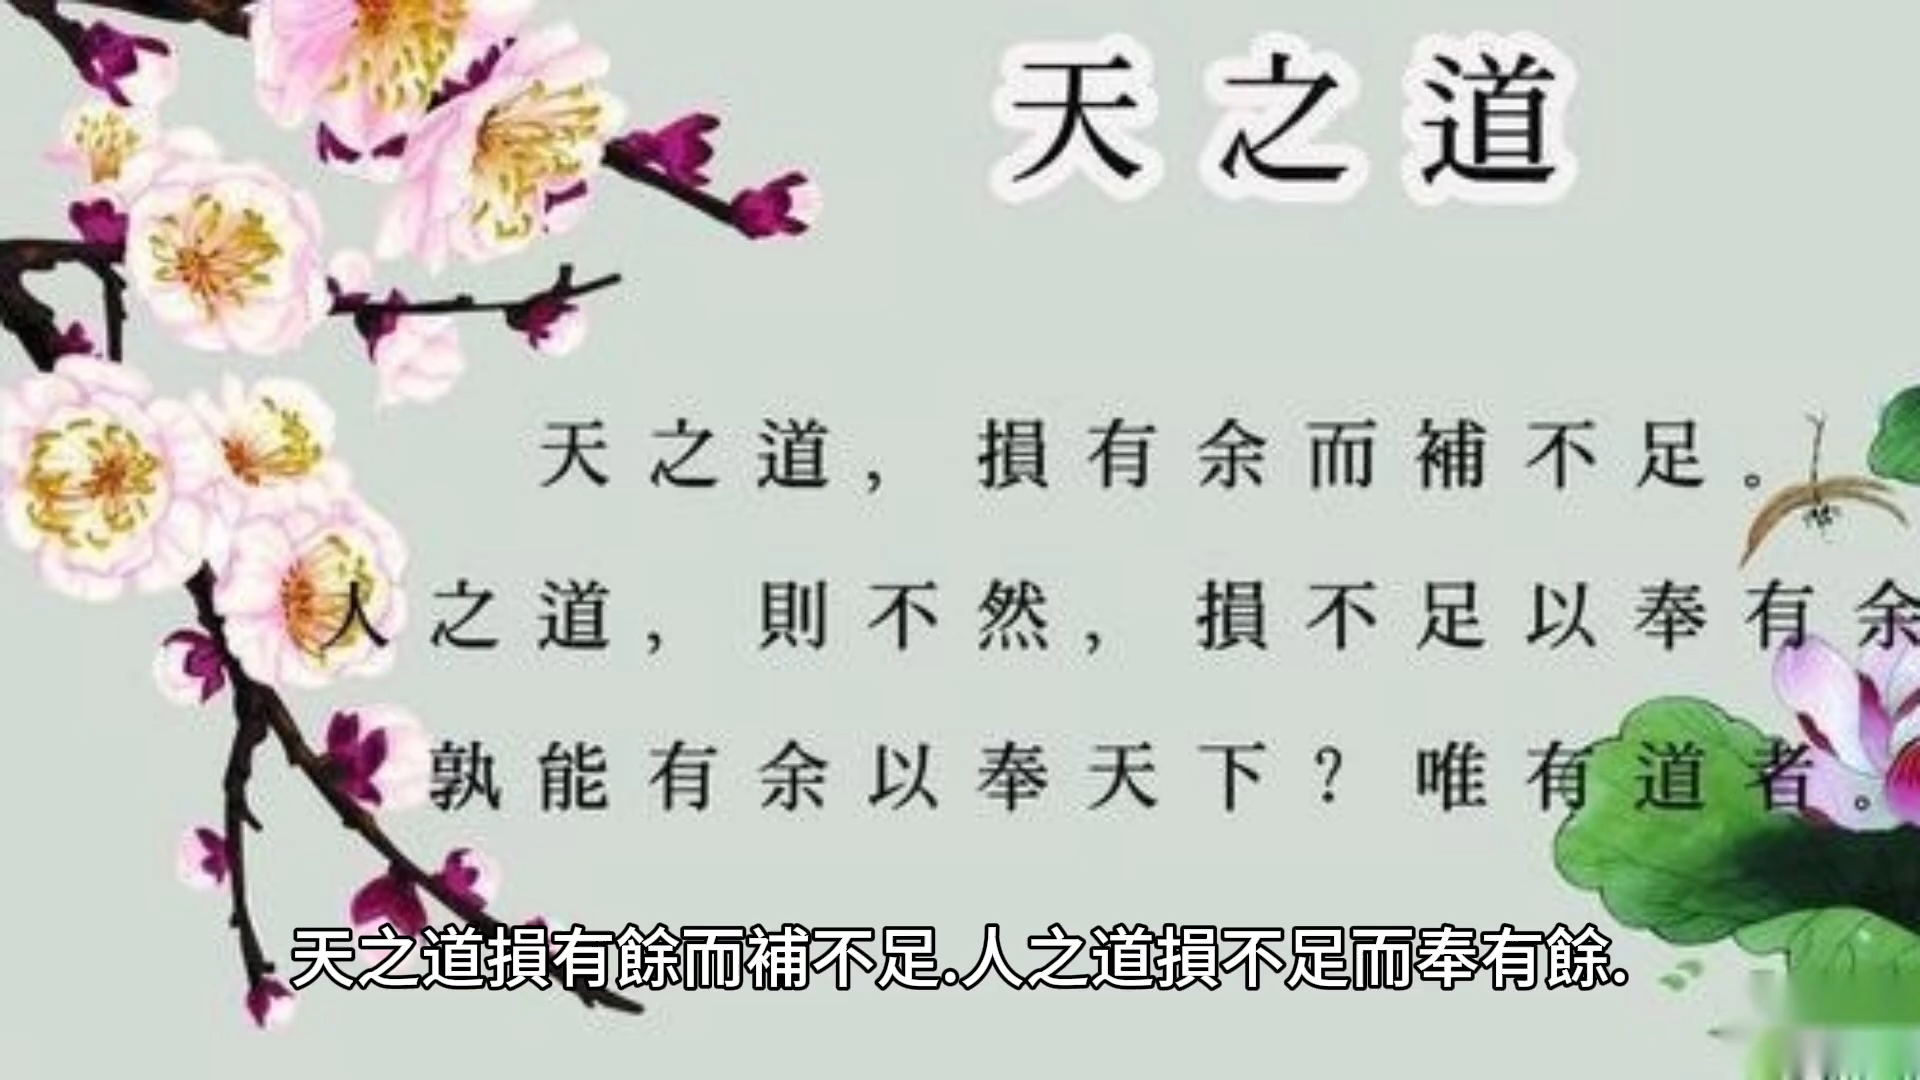 天之道
天之道，損有余而補不足。
人之道，則不然，損不足以奉有余
孰能有余以奉天下？唯有道者。
天之道損有餘而補不足.人之道損不足而奉有餘.